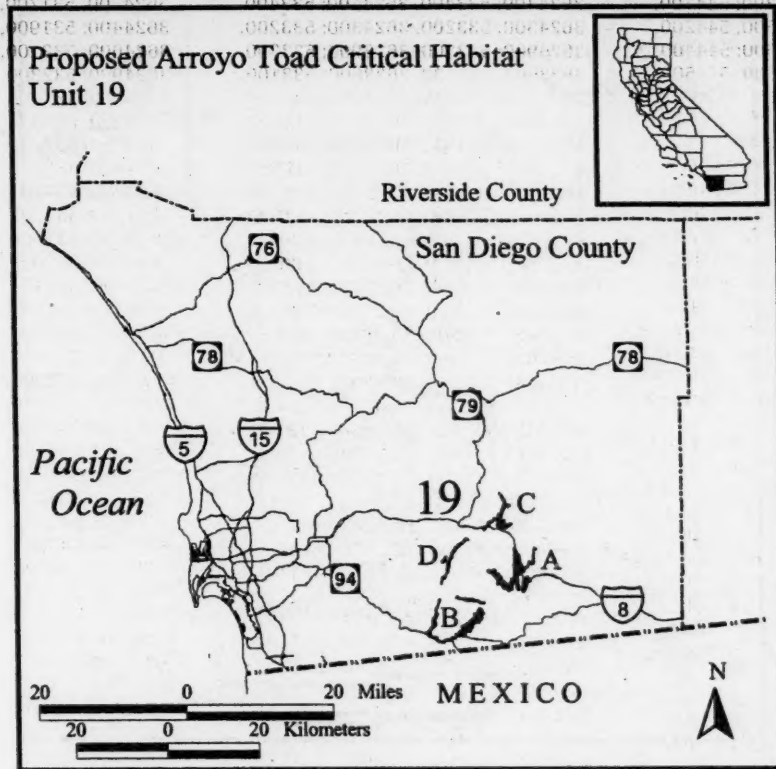 Proposed Arroyo Toad Critical Habitat
Unit 19
Riverside County
San Diego County
76
78
78
79
5
15
Pacific
Ocean
19
C
D
A
94
B
8
20 0 20 Miles
20 0 20 Kilometers
MEXICO
N